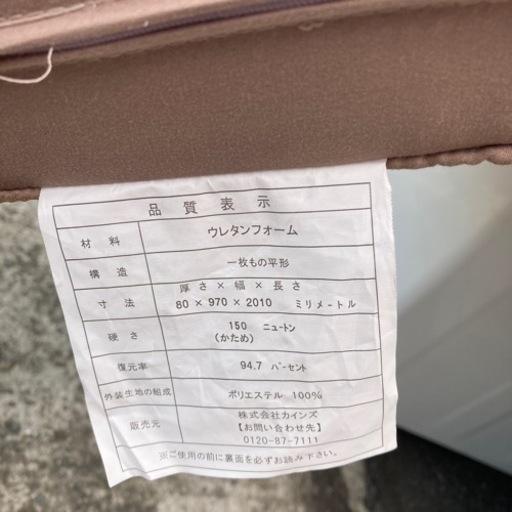 品質表示
材料 ウレタンフォーム
構造 一枚もの平形
厚さ×幅×長さ
寸法 80×970×2010 ミリメートル
硬さ 150 ニュートン
(かため)
復元率 94.7 パーセント
外装生地の組成 ポリエステル 100%
株式会社カインズ
販売元 【お問い合わせ先】
0120-87-7111
※ご使用の前に裏面を必ずお読み下さい。